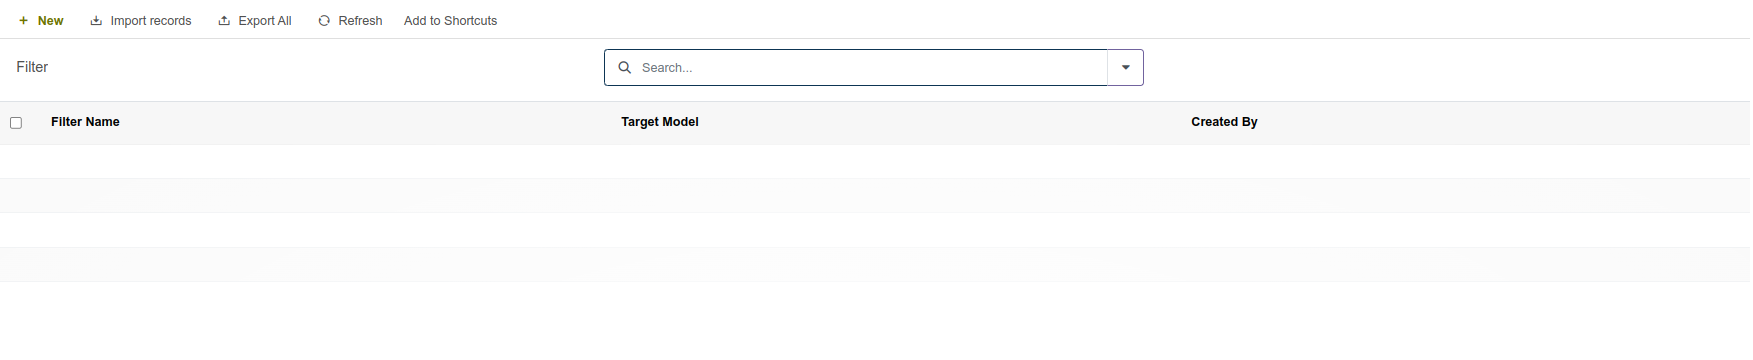 + New Import records Export All Refresh Add to Shortcuts
Filter Search...
Filter Name Target Model Created By